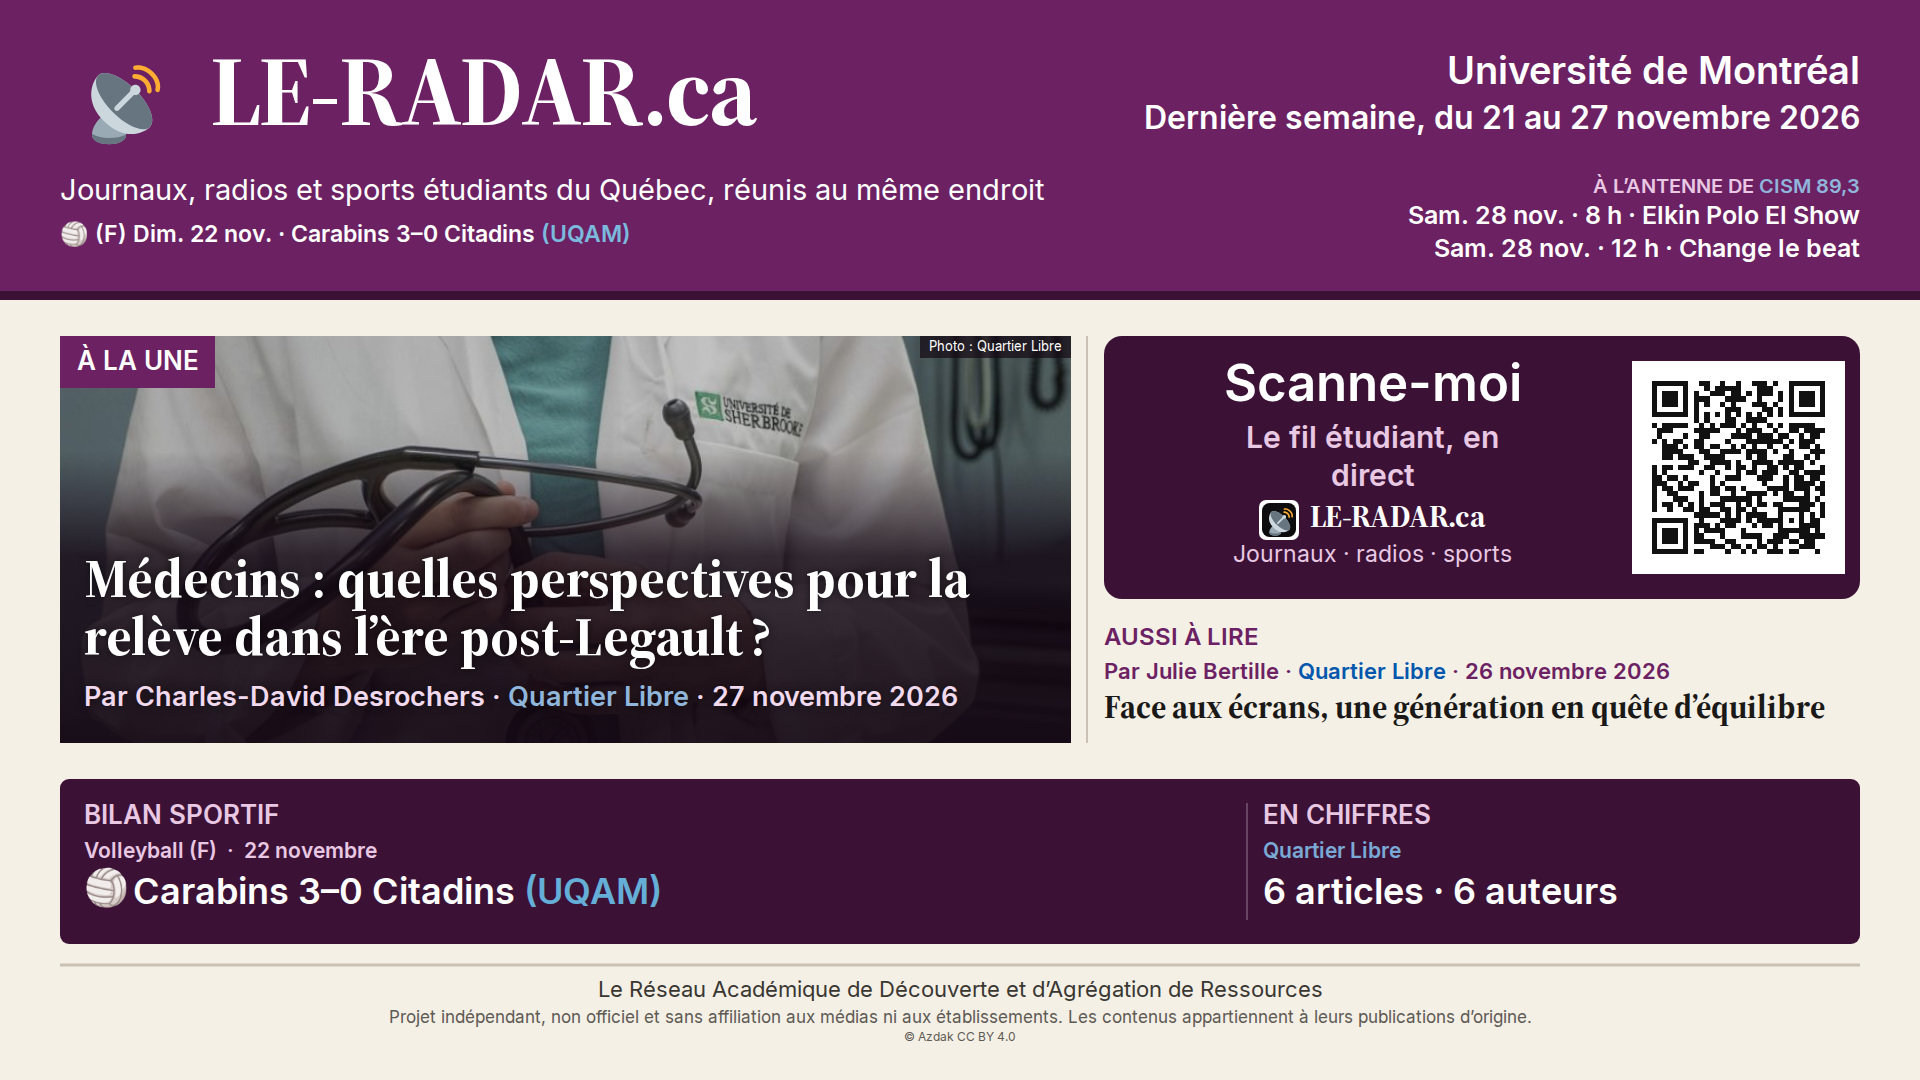 LE-RADAR.ca
Journaux, radios et sports étudiants du Québec, réunis au même endroit
(F) Dim. 22 nov. · Carabins 3–0 Citadins (UQAM)
Université de Montréal
Dernière semaine, du 21 au 27 novembre 2026
À L’ANTENNE DE CISM 89,3
Sam. 28 nov. · 8 h · Elkin Polo El Show
Sam. 28 nov. · 12 h · Change le beat
À LA UNE
Photo : Quartier Libre
UNIVERSITÉ DE
SHERBROOKE
Médecins : quelles perspectives pour la
relève dans l’ère post-Legault ?
Par Charles-David Desrochers · Quartier Libre · 27 novembre 2026
Scanne-moi
Le fil étudiant, en
direct
LE-RADAR.ca
Journaux · radios · sports
AUSSI À LIRE
Par Julie Bertille · Quartier Libre · 26 novembre 2026
Face aux écrans, une génération en quête d’équilibre
BILAN SPORTIF
Volleyball (F) · 22 novembre
Carabins 3–0 Citadins (UQAM)
EN CHIFFRES
Quartier Libre
6 articles · 6 auteurs
Le Réseau Académique de Découverte et d’Agrégation de Ressources
Projet indépendant, non officiel et sans affiliation aux médias ni aux établissements. Les contenus appartiennent à leurs publications d’origine.
© Azdak CC BY 4.0